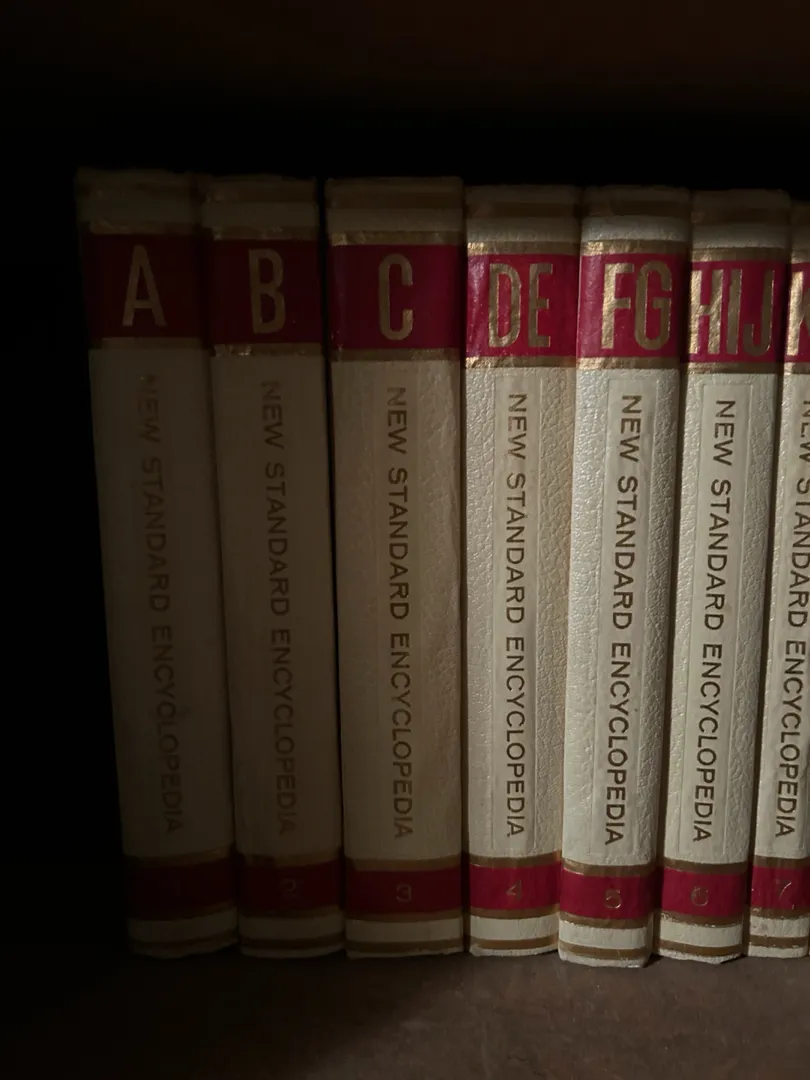 A
NEW STANDARD ENCYCLOPEDIA
B
NEW STANDARD ENCYCLOPEDIA
2
C
NEW STANDARD ENCYCLOPEDIA
3
DE
NEW STANDARD ENCYCLOPEDIA
4
FG
NEW STANDARD ENCYCLOPEDIA
5
HIJ
NEW STANDARD ENCYCLOPEDIA
6
NEW STANDARD ENCYCLOPEDIA
7